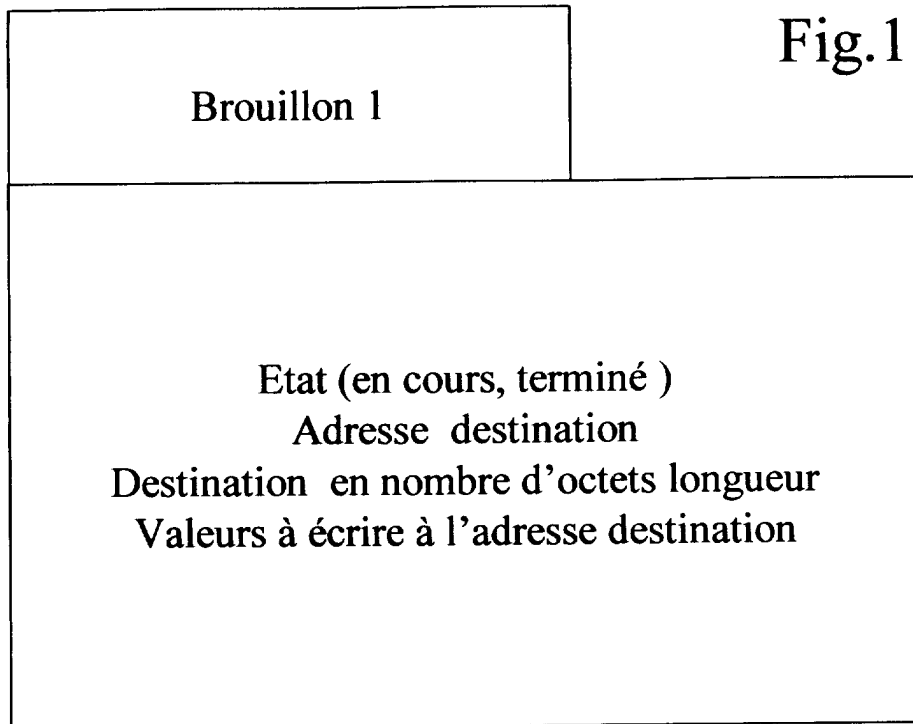 Fig.1
Brouillon 1
Etat (en cours, terminé )
Adresse destination
Destination en nombre d’octets longueur
Valeurs à écrire à l’adresse destination